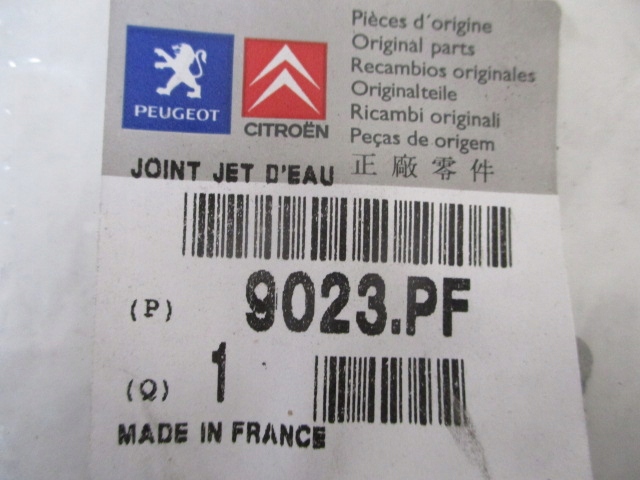 Pièces d'origine
Original parts
Recambios originales
Originalteile
Ricambi originali
Peças de origem
正廠零件
PEUGEOT
CITROËN
JOINT JET D'EAU
(P) 9023.PF
(Q) 1
MADE IN FRANCE